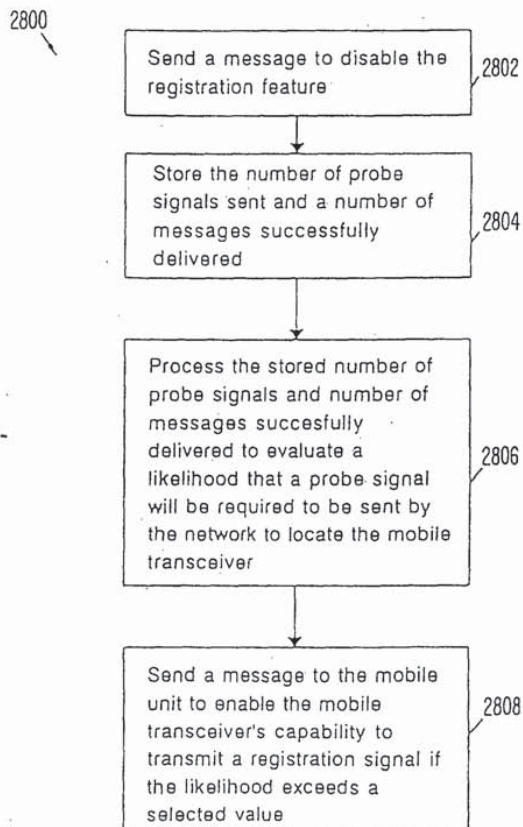 2800
Send a message to disable the
registration feature
2802
Store the number of probe
signals sent and a number of
messages successfully
delivered
2804
Process the stored number of
probe signals and number of
messages succesfully
delivered to evaluate a
likelihood that a probe signal
will be required to be sent by
the network to locate the mobile
transceiver
2806
Send a message to the mobile
unit to enable the mobile
transceiver's capability to
transmit a registration signal if
the likelihood exceeds a
selected value
2808